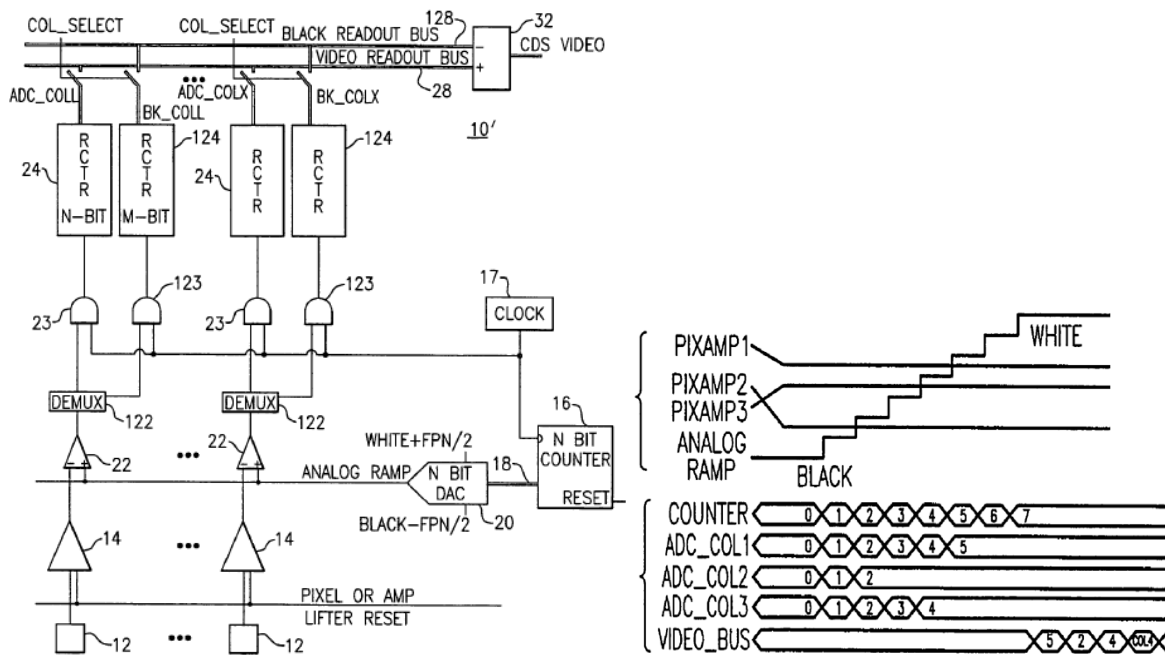 COL_SELECT
COL_SELECT
BLACK READOUT BUS
128
32
CDS VIDEO
VIDEO READOUT BUS
−
+
28
ADC_COLL
BK_COLL
ADC_COLX
BK_COLX
10'
24
RCTR
N-BIT
124
RCTR
M-BIT
24
RCTR
124
RCTR
23
123
23
123
17
CLOCK
DEMUX
122
DEMUX
122
16
N BIT
COUNTER
RESET
22
− +
22
− +
WHITE+FPN/2
ANALOG RAMP
N BIT
DAC
18
20
BLACK-FPN/2
14
14
PIXEL OR AMP
LIFTER RESET
12
12
PIXAMP1
WHITE
PIXAMP2
PIXAMP3
ANALOG
RAMP
BLACK
COUNTER 0 1 2 3 4 5 6 7
ADC_COL1 0 1 2 3 4 5
ADC_COL2 0 1 2
ADC_COL3 0 1 2 3 4
VIDEO_BUS 5 2 4 COL4